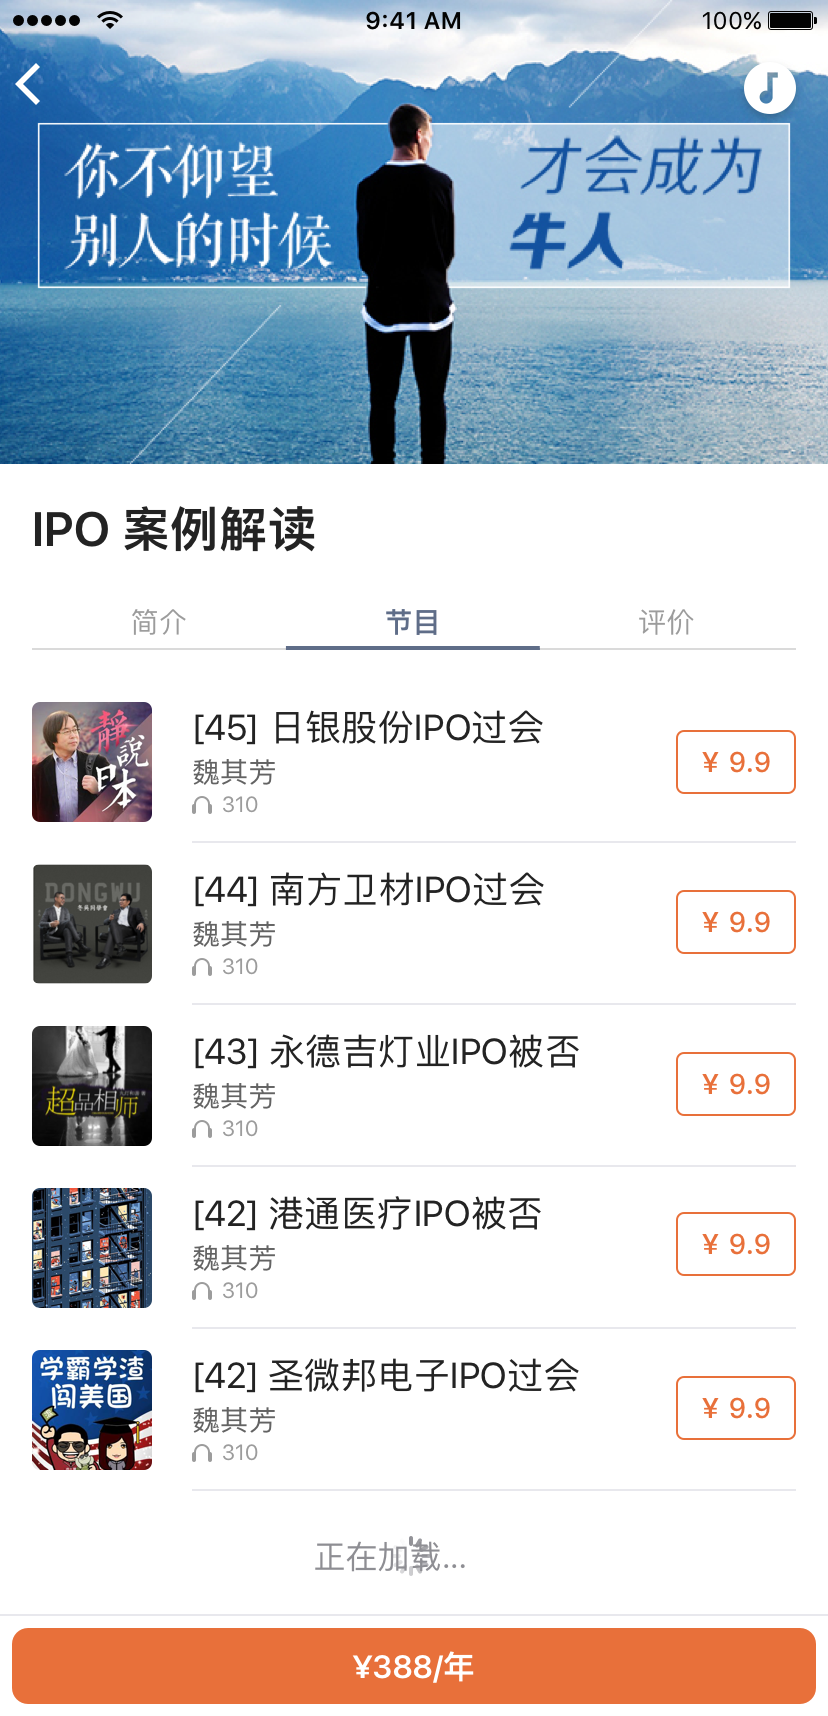 9:41 AM
100%
你不仰望
别人的时候
才会成为
牛人
IPO 案例解读
简介
节目
评价
靜說日本
[45] 日银股份IPO过会
魏其芳
310
¥ 9.9
DONGWU
[44] 南方卫材IPO过会
魏其芳
310
¥ 9.9
超品相师
[43] 永德吉灯业IPO被否
魏其芳
310
¥ 9.9
[42] 港通医疗IPO被否
魏其芳
310
¥ 9.9
学霸学渣
闯美国
[42] 圣微邦电子IPO过会
魏其芳
310
¥ 9.9
正在加载...
¥388/年